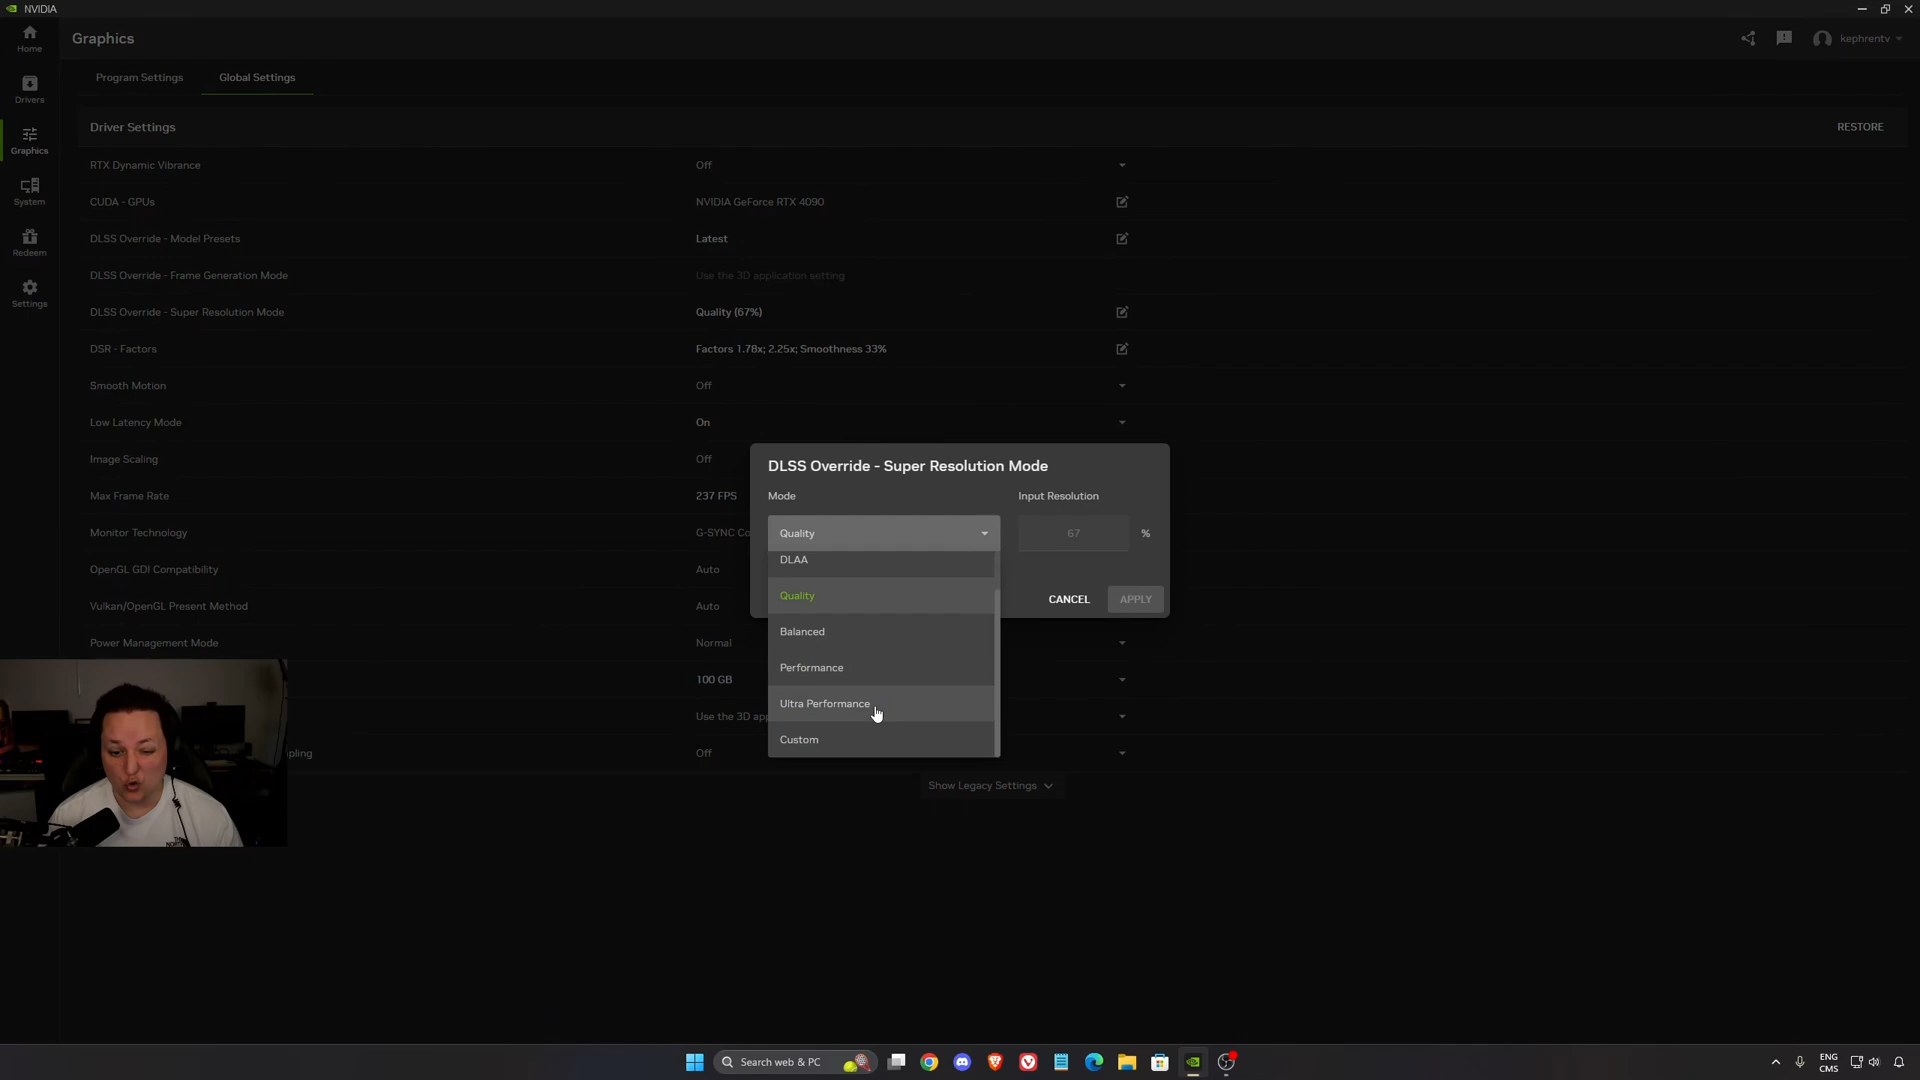 NVIDIA
Home
Graphics
kephrentv
Program Settings
Global Settings
Drivers
Driver Settings
RESTORE
Graphics
RTX Dynamic Vibrance
Off
CUDA - GPUs
NVIDIA GeForce RTX 4090
System
DLSS Override - Model Presets
Latest
Redeem
DLSS Override - Frame Generation Mode
Use the 3D application setting
Settings
DLSS Override - Super Resolution Mode
Quality (67%)
DSR - Factors
Factors 1.78x; 2.25x; Smoothness 33%
Smooth Motion
Off
Low Latency Mode
On
Image Scaling
Off
DLSS Override - Super Resolution Mode
Max Frame Rate
237 FPS
Mode
Input Resolution
Monitor Technology
G-SYNC Co
Quality
67
%
DLAA
OpenGL GDI Compatibility
Auto
Quality
CANCEL
APPLY
Vulkan/OpenGL Present Method
Auto
Balanced
Power Management Mode
Normal
Performance
100 GB
Ultra Performance
Use the 3D app
Custom
pling
Off
Show Legacy Settings
THE
NORT
Search web & PC
ENG
CMS